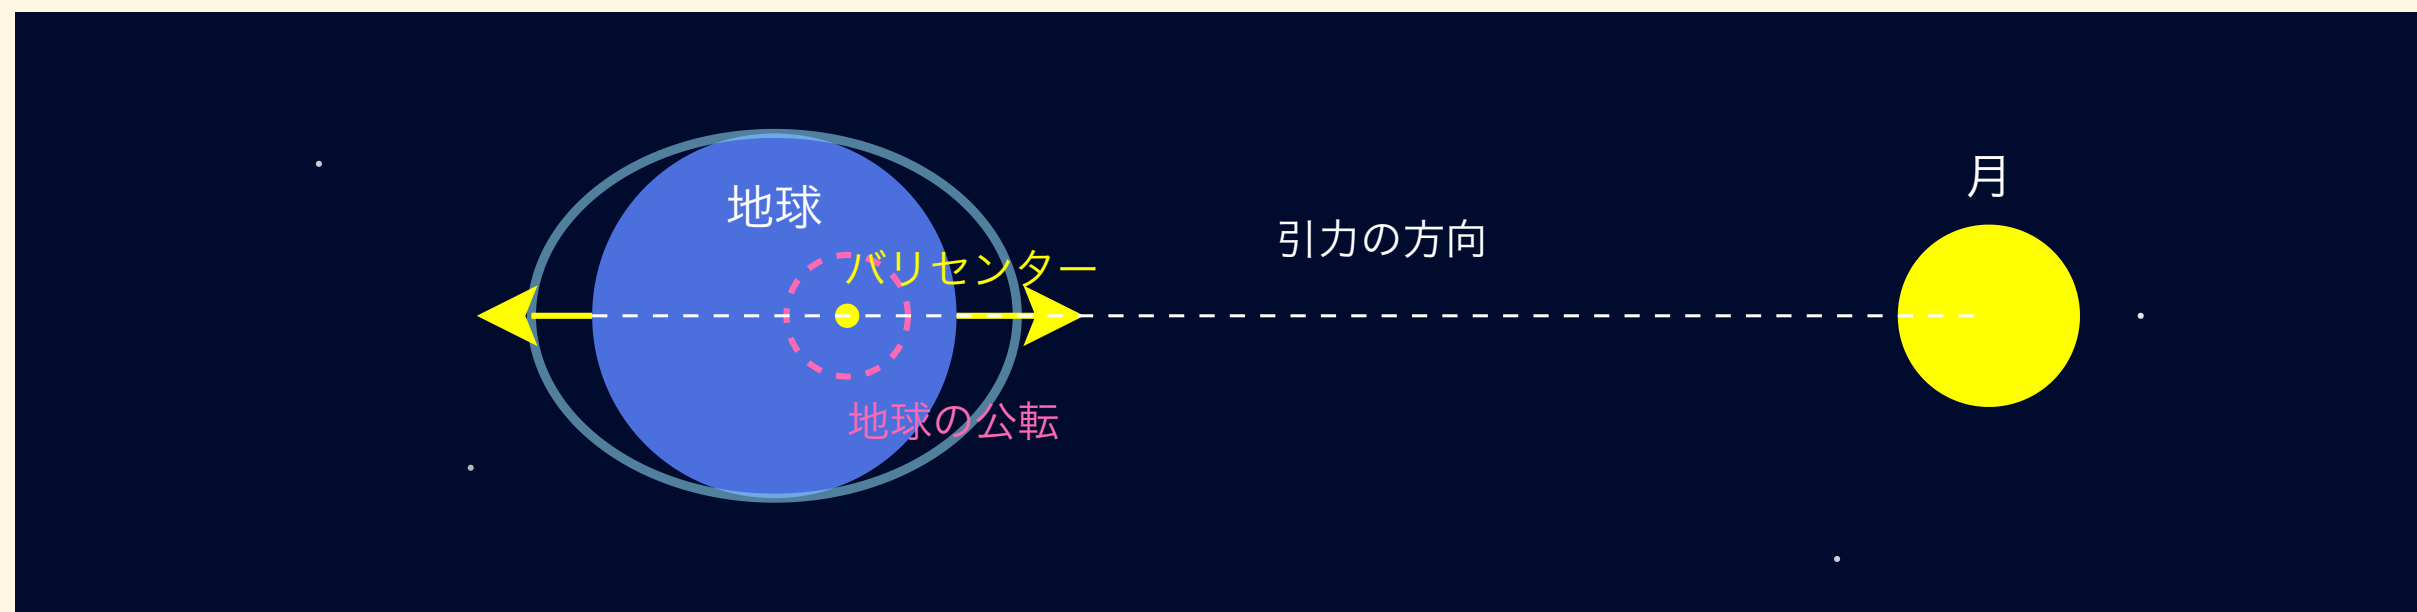 月
地球
引力の方向
バリセンター
地球の公転